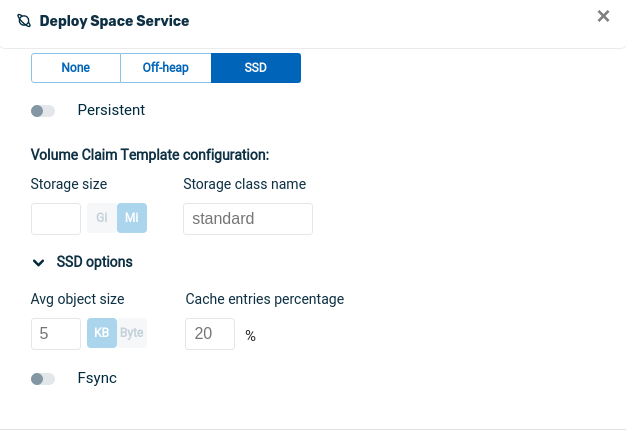 Deploy Space Service
×
None Off-heap SSD
Persistent
Volume Claim Template configuration:
Storage size Storage class name
GI MI standard
SSD options
Avg object size Cache entries percentage
5 KB Byte 20 %
Fsync